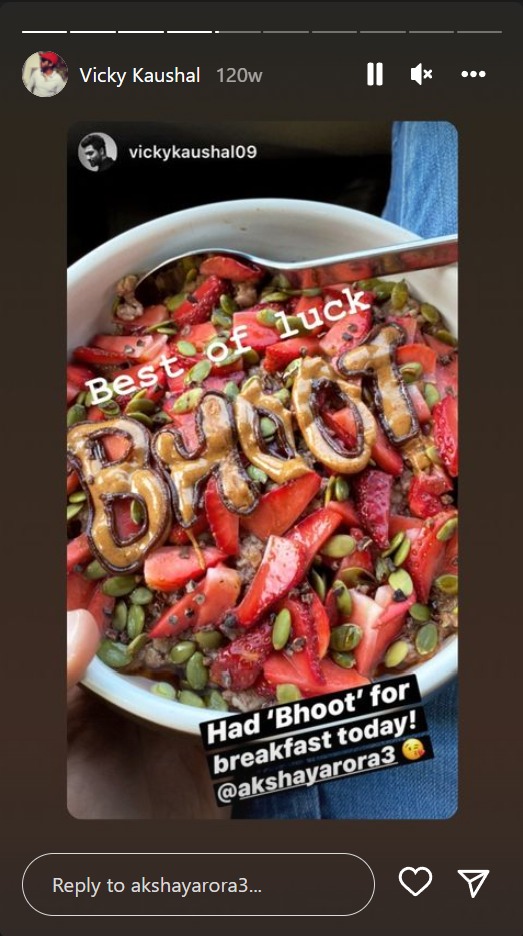 Vicky Kaushal 120w
vickykaushal09
Best of luck
BHOOT
Had ‘Bhoot’ for
breakfast today!
@akshayarora3 😘
Reply to akshayarora3...